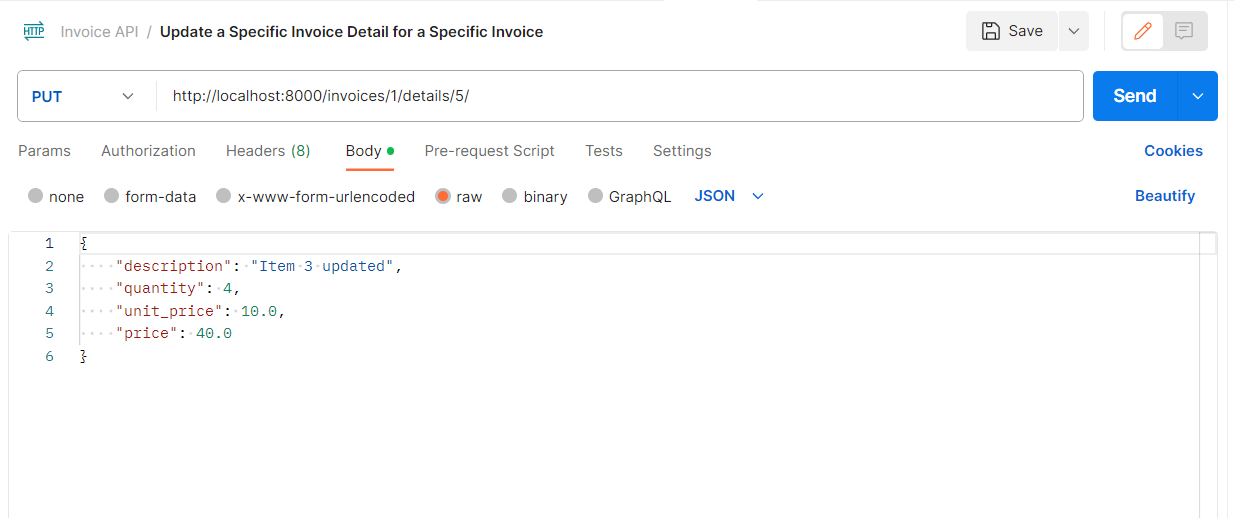 HTTP Invoice API / Update a Specific Invoice Detail for a Specific Invoice Save
PUT http://localhost:8000/invoices/1/details/5/ Send
Params Authorization Headers (8) Body Pre-request Script Tests Settings Cookies
none form-data x-www-form-urlencoded raw binary GraphQL JSON Beautify
1 {
2 ····"description":·"Item·3·updated",
3 ····"quantity":·4,
4 ····"unit_price":·10.0,
5 ····"price":·40.0
6 }